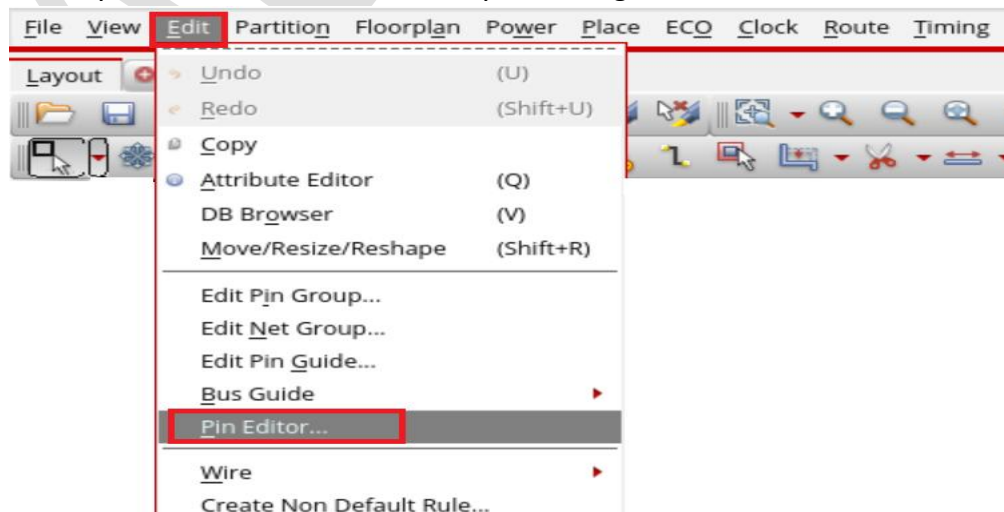 File View Edit Partition Floorplan Power Place ECO Clock Route Timing
Layout
Undo (U)
Redo (Shift+U)
Copy
Attribute Editor (Q)
DB Browser (V)
Move/Resize/Reshape (Shift+R)
Edit Pin Group...
Edit Net Group...
Edit Pin Guide...
Bus Guide
Pin Editor...
Wire
Create Non Default Rule...